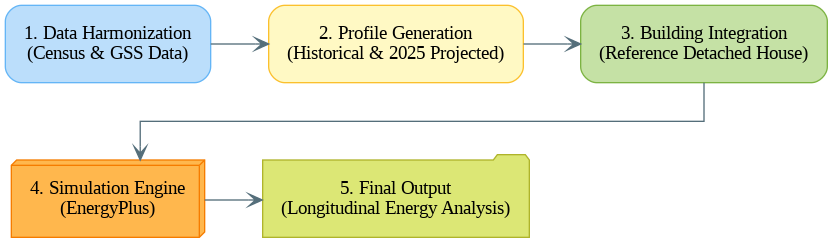 1. Data Harmonization
(Census & GSS Data)
2. Profile Generation
(Historical & 2025 Projected)
3. Building Integration
(Reference Detached House)
4. Simulation Engine
(EnergyPlus)
5. Final Output
(Longitudinal Energy Analysis)